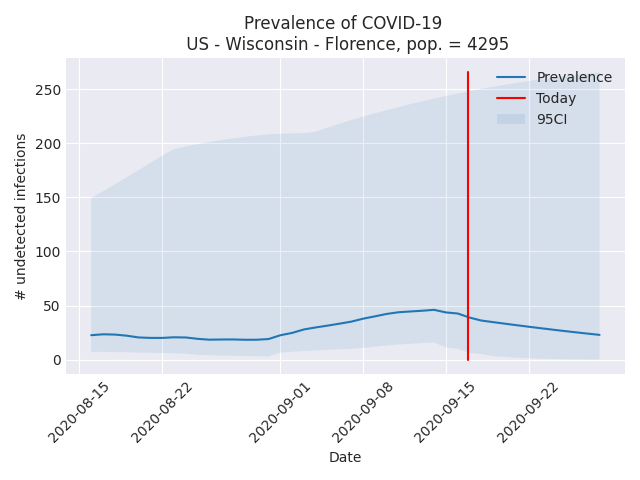 Prevalence of COVID-19
US - Wisconsin - Florence, pop. = 4295
Prevalence
Today
95CI
250
200
150
100
50
0
# undetected infections
2020-08-15
2020-08-22
2020-09-01
2020-09-08
2020-09-15
2020-09-22
Date